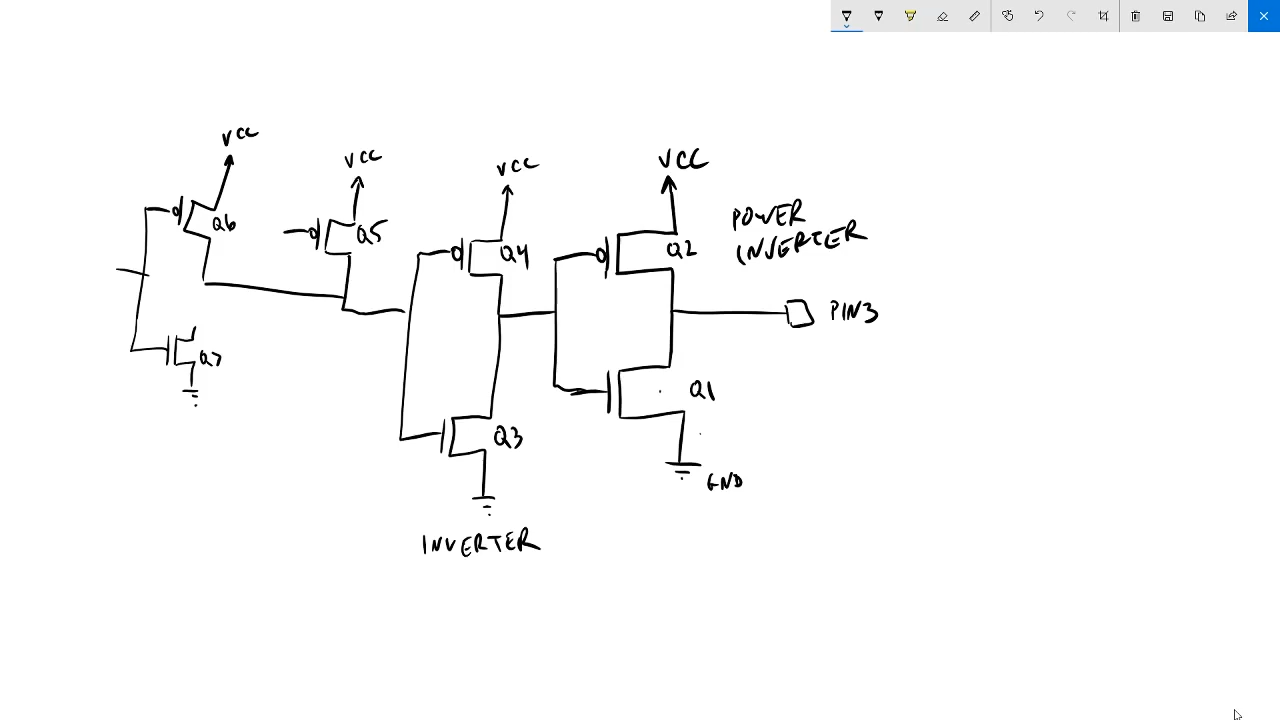 VCC
VCC
VCC
VCC
POWER
INVERTER
Q6
Q5
Q4
Q2
PIN3
Q7
Q1
Q3
GND
INVERTER